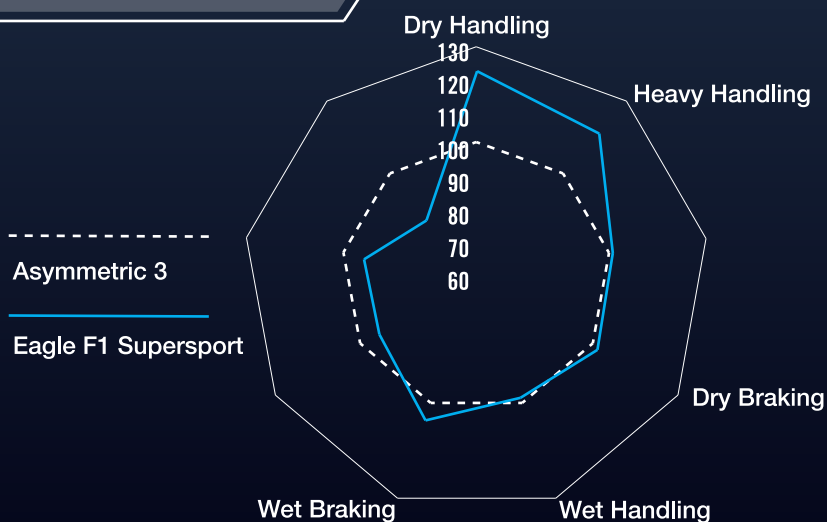 Dry Handling
130
120
110
100
90
80
70
60
Heavy Handling
Asymmetric 3
Eagle F1 Supersport
Dry Braking
Wet Braking
Wet Handling